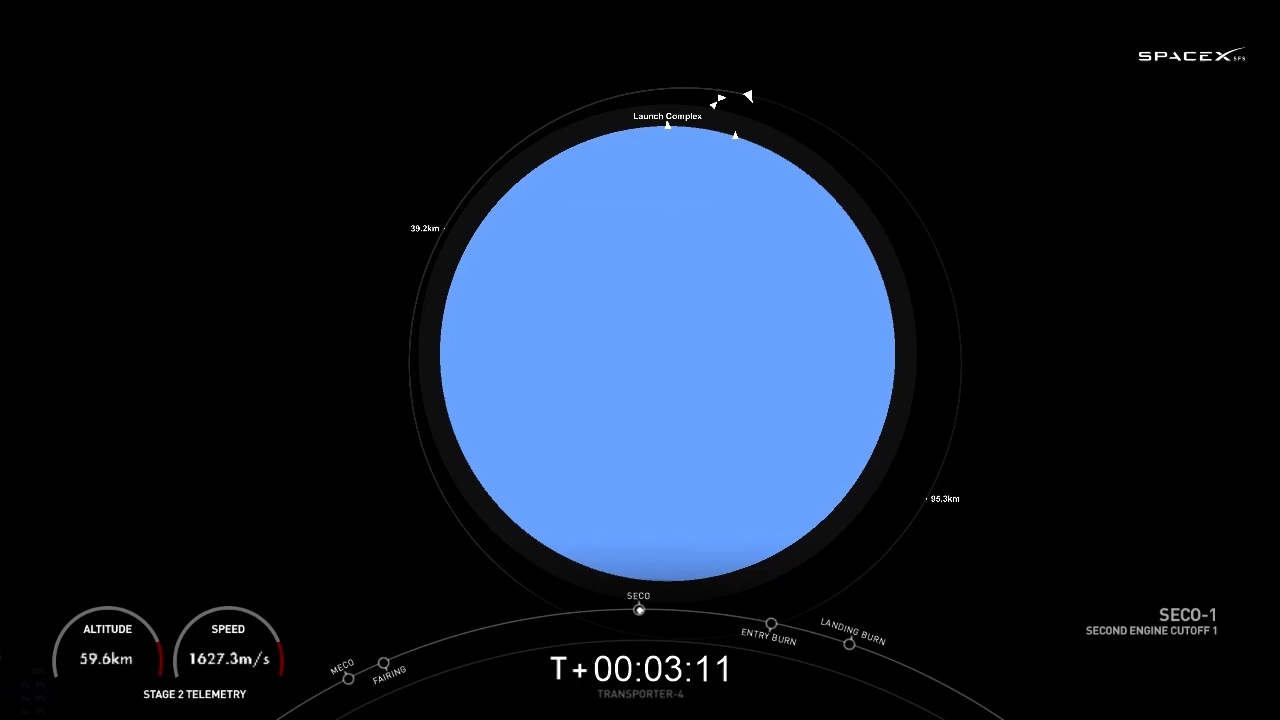 SPACEX SFS
Launch Complex
39.2km
95.3km
SECO
ENTRY BURN
LANDING BURN
MECO
FAIRING
SECO-1
SECOND ENGINE CUTOFF 1
ALTITUDE
59.6km
SPEED
1627.3m/s
STAGE 2 TELEMETRY
T+00:03:11
TRANSPORTER-4